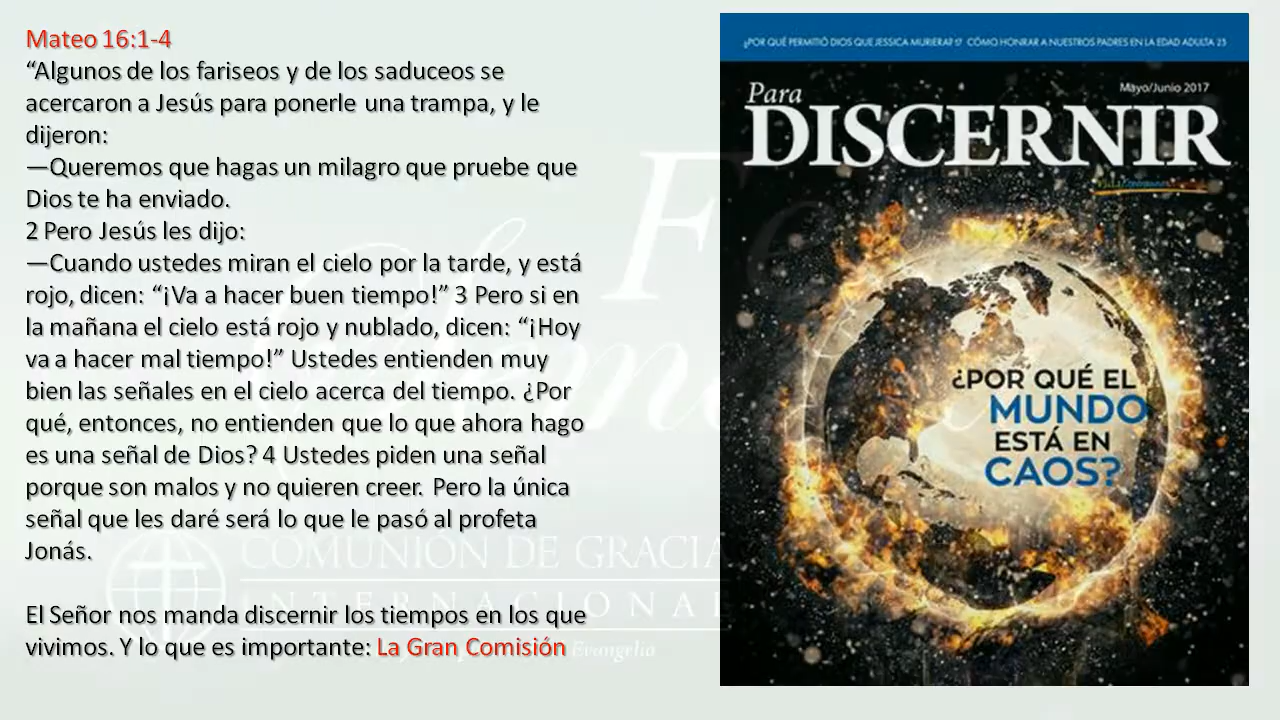 Mateo 16:1-4
“Algunos de los fariseos y de los saduceos se
acercaron a Jesús para ponerle una trampa, y le
dijeron:
—Queremos que hagas un milagro que pruebe que
Dios te ha enviado.
2 Pero Jesús les dijo:
—Cuando ustedes miran el cielo por la tarde, y está
rojo, dicen: “¡Va a hacer buen tiempo!” 3 Pero si en
la mañana el cielo está rojo y nublado, dicen: “¡Hoy
va a hacer mal tiempo!” Ustedes entienden muy
bien las señales en el cielo acerca del tiempo. ¿Por
qué, entonces, no entienden que lo que ahora hago
es una señal de Dios? 4 Ustedes piden una señal
porque son malos y no quieren creer. Pero la única
señal que les daré será lo que le pasó al profeta
Jonás.
El Señor nos manda discernir los tiempos en los que
vivimos. Y lo que es importante: La Gran Comisión
COMUNION DE GRACIA
INTERNACIONAL
Evangelio
¿POR QUÉ PERMITIÓ DIOS QUE JESSICA MURIERA? 17 CÓMO HONRAR A NUESTROS PADRES EN LA EDAD ADULTA 23
Mayo/Junio 2017
Para
DISCERNIR
¿POR QUÉ EL
MUNDO
ESTÁ EN
CAOS?